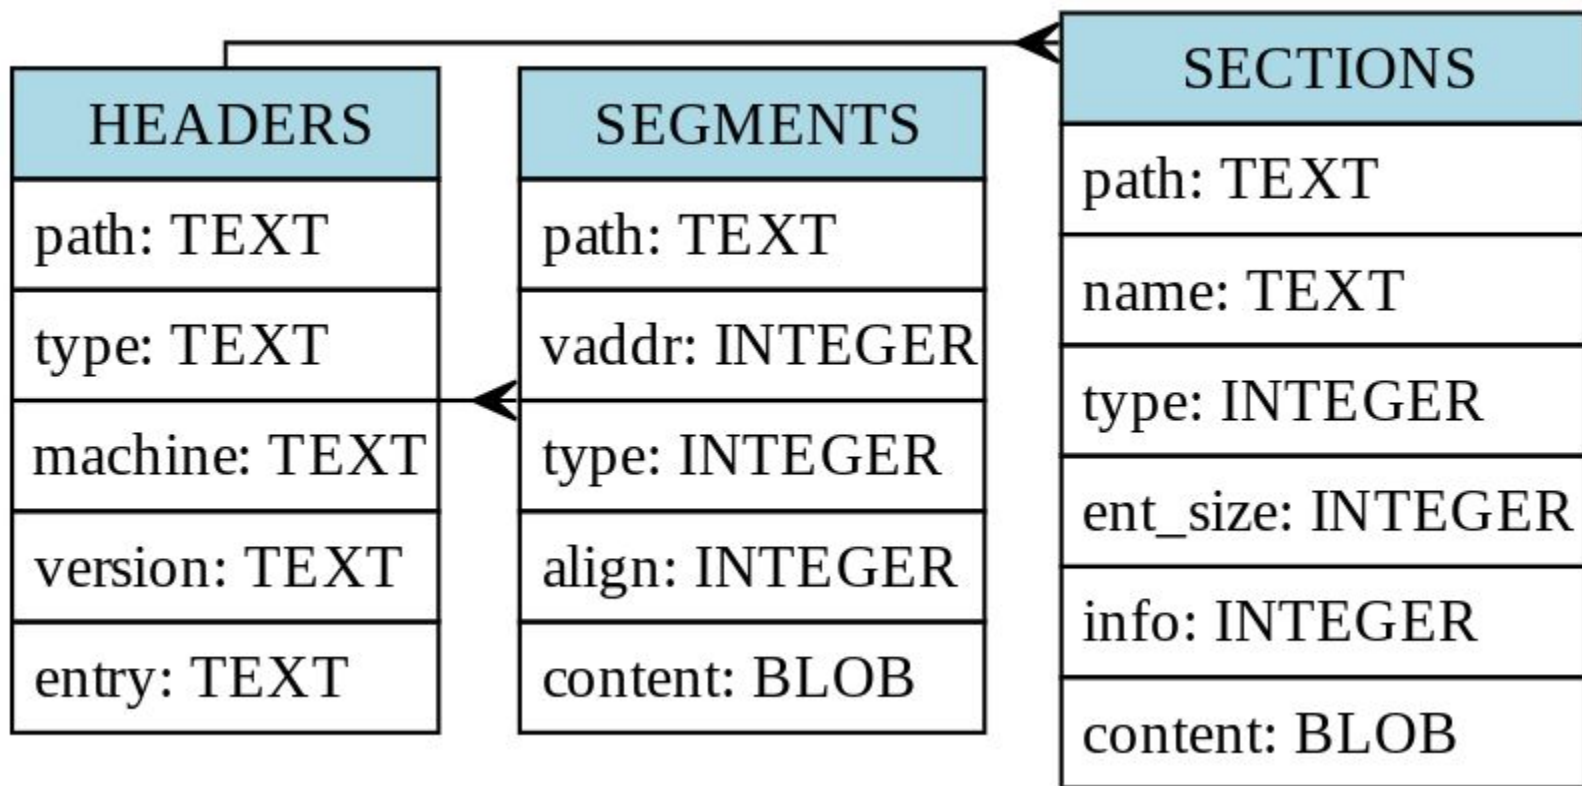 HEADERS
path: TEXT
type: TEXT
machine: TEXT
version: TEXT
entry: TEXT
SEGMENTS
path: TEXT
vaddr: INTEGER
type: INTEGER
align: INTEGER
content: BLOB
SECTIONS
path: TEXT
name: TEXT
type: INTEGER
ent_size: INTEGER
info: INTEGER
content: BLOB